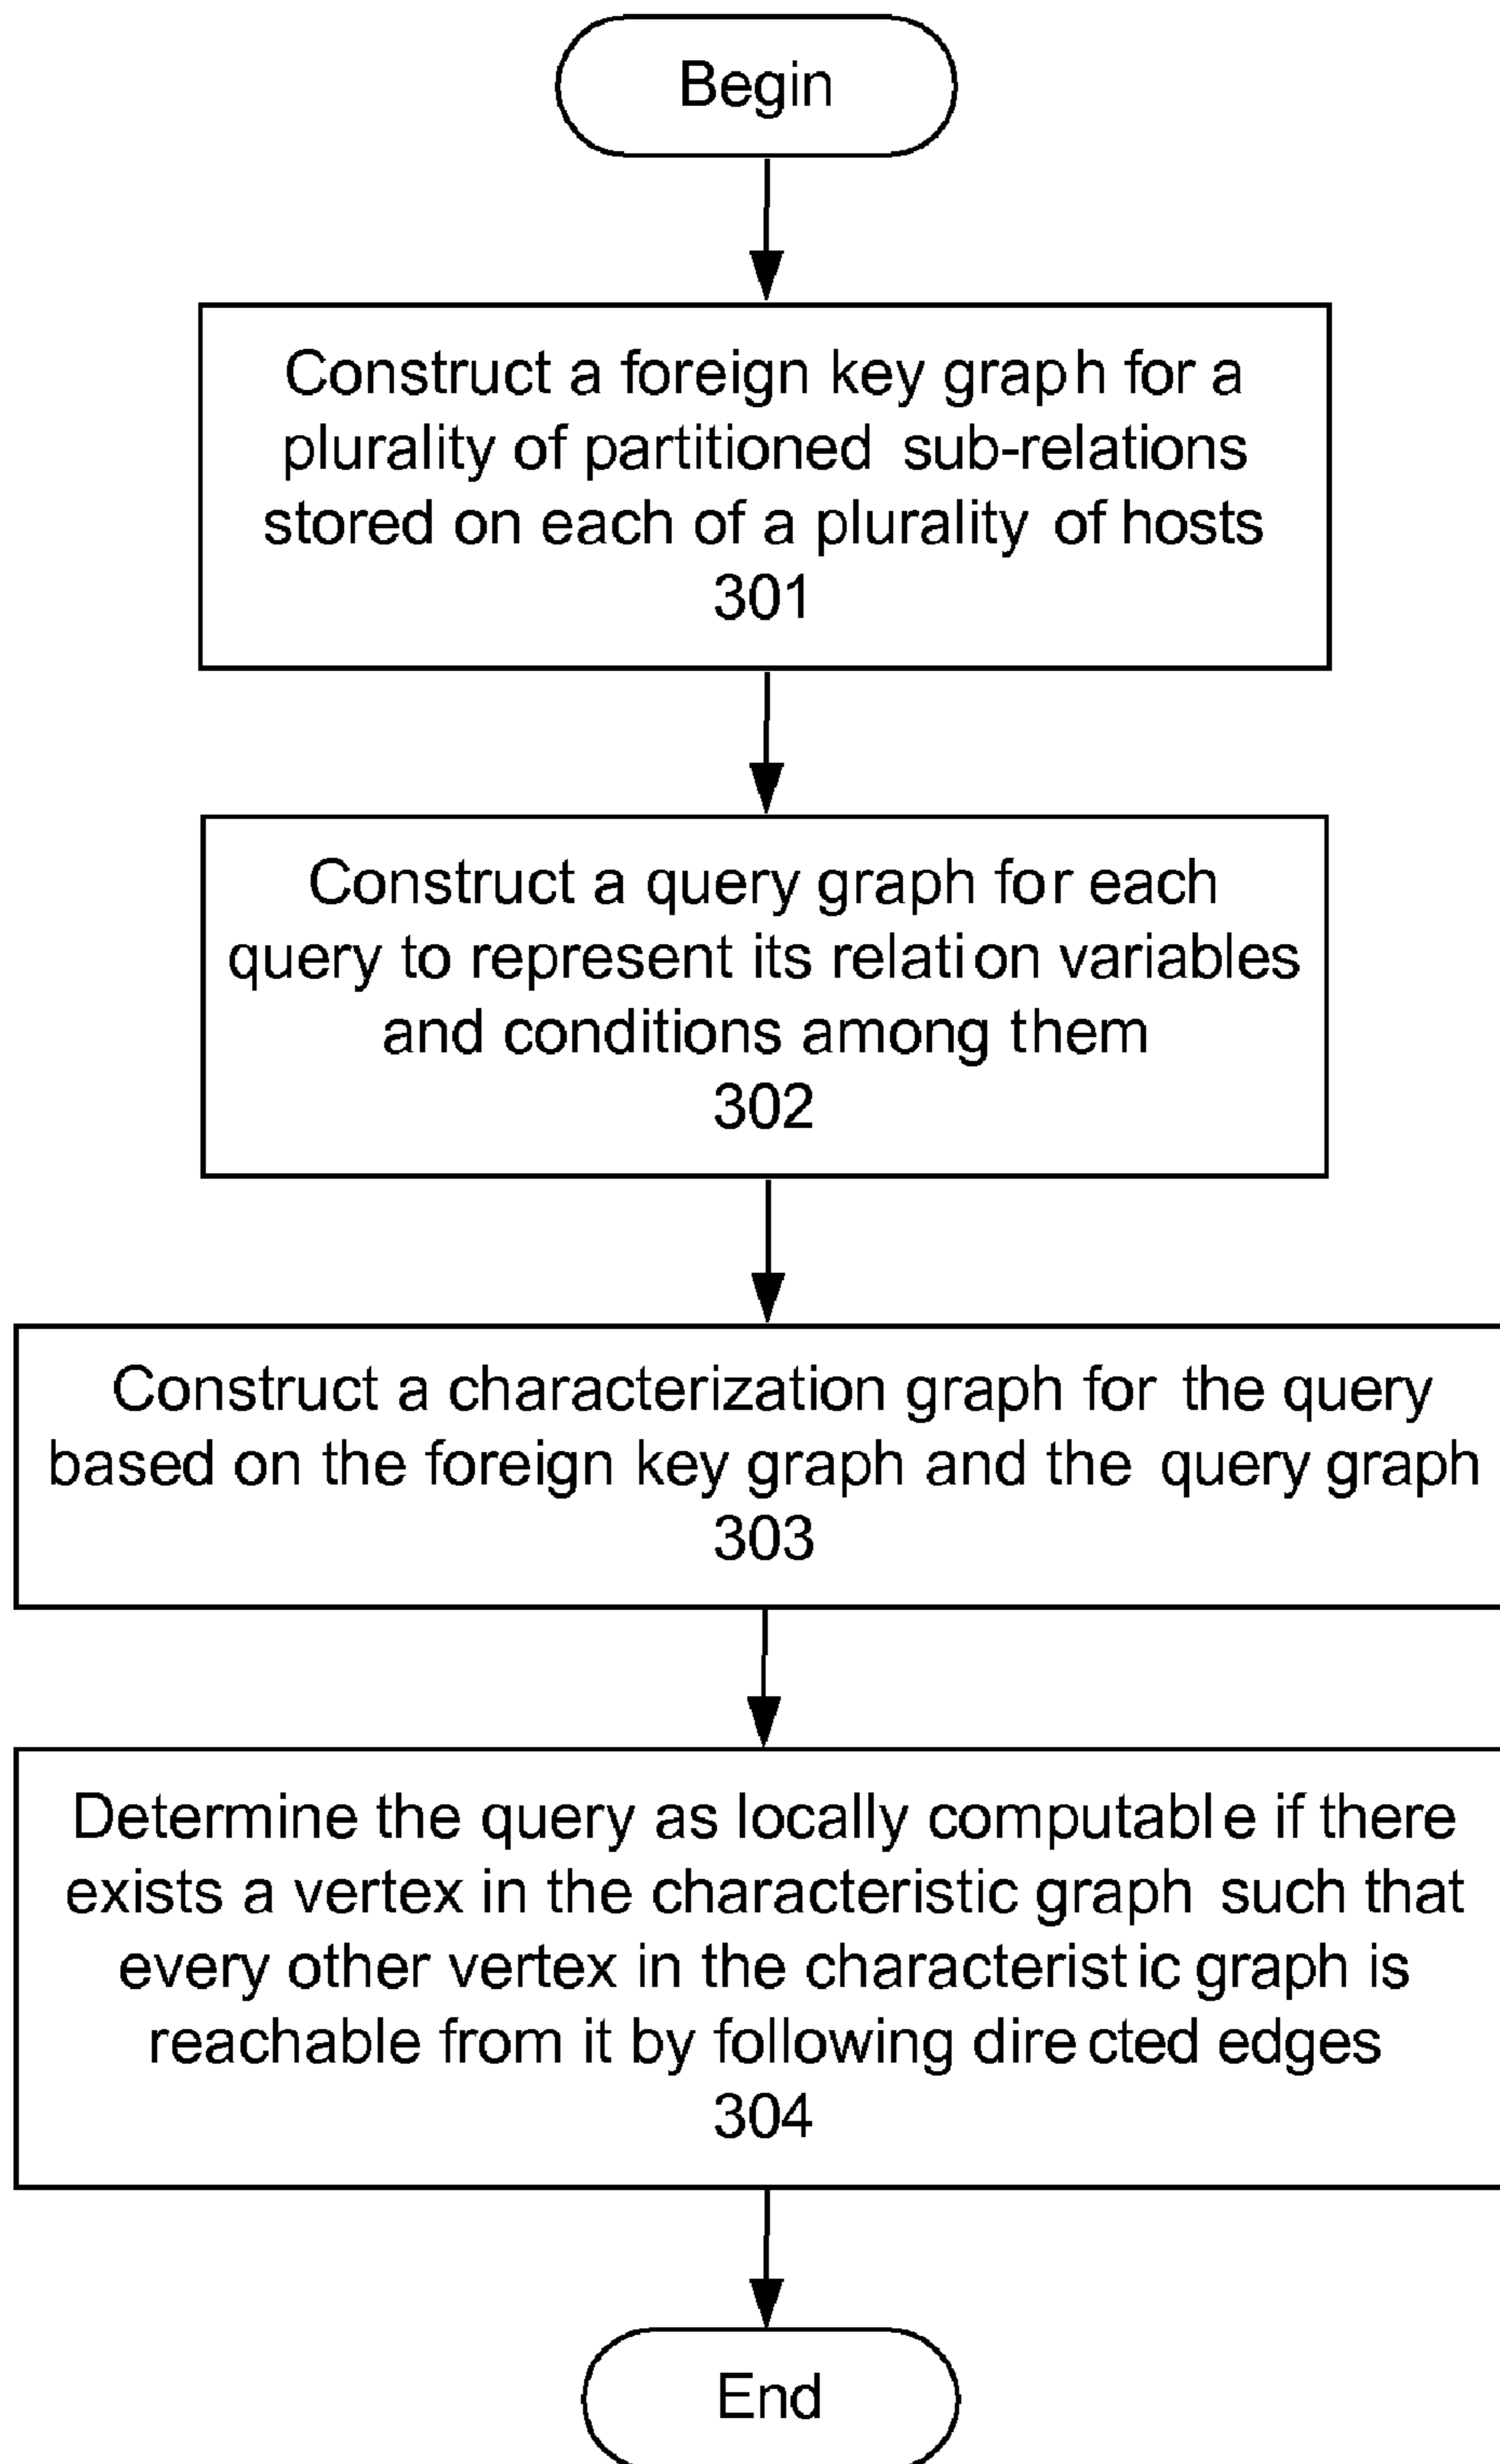 Begin
Construct a foreign key graph for a
plurality of partitioned sub-relations
stored on each of a plurality of hosts
301
Construct a query graph for each
query to represent its relation variables
and conditions among them
302
Construct a characterization graph for the query
based on the foreign key graph and the query graph
303
Determine the query as locally computable if there
exists a vertex in the characteristic graph such that
every other vertex in the characteristic graph is
reachable from it by following directed edges
304
End